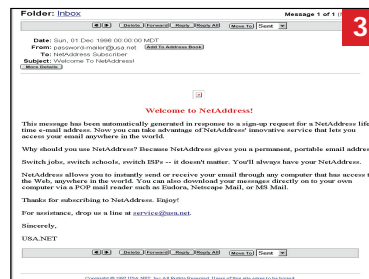 Folder: Inbox
Message 1 of 1
3
Delete Forward Reply Reply All Move To Sent
Date: Sun, 01 Dec 1996 00:00:00 MDT
From: password-mailer@usa.net Add To Address Book
To: NetAddress Subscriber
Subject: Welcome To NetAddress!
More Details
Welcome to NetAddress!
This message has been automatically generated in response to a sign-up request for a NetAddress life
time e-mail address. Now you can take advantage of NetAddress' innovative service that lets you
access your email anywhere in the world.
Why should you use NetAddress? Because NetAddress gives you a permanent, portable email addres
Switch jobs, switch schools, switch ISPs -- it doesn't matter. You'll always have your NetAddress.
NetAddress allows you to instantly send or receive your email through any computer that has access t
the Web, anywhere in the world. You can also download your messages directly on to your own
computer via a POP mail reader such as Eudora, Netscape Mail, or MS Mail.
Thanks for subscribing to NetAddress. Enjoy!
For assistance, drop us a line at service@usa.net.
Sincerely,
USA.NET
Delete Forward Reply Reply All Move To Sent
Copyright © 1997 USA.NET, Inc. All Rights Reserved.